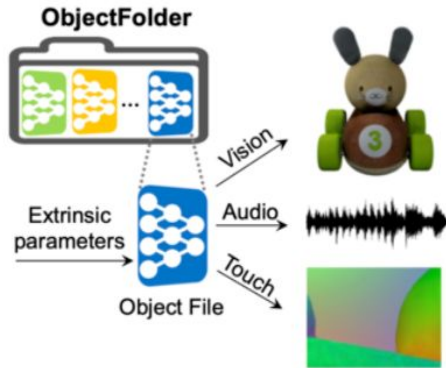 ObjectFolder
...
Vision
Extrinsic
parameters
Audio
Touch
Object File
3